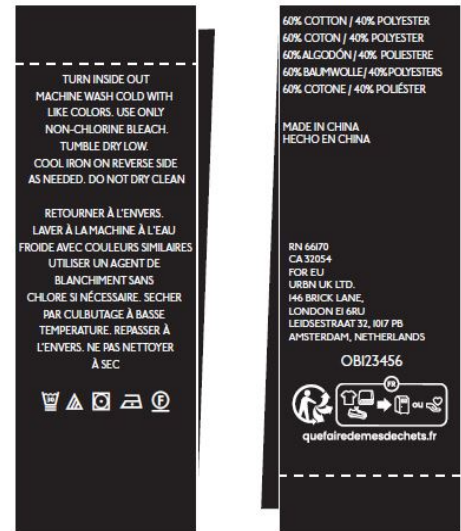 TURN INSIDE OUT
MACHINE WASH COLD WITH
LIKE COLORS. USE ONLY
NON-CHLORINE BLEACH.
TUMBLE DRY LOW.
COOL IRON ON REVERSE SIDE
AS NEEDED. DO NOT DRY CLEAN
RETOURNER À L'ENVERS.
LAVER À LA MACHINE À L'EAU
FROIDE AVEC COULEURS SIMILAIRES
UTILISER UN AGENT DE
BLANCHIMENT SANS
CHLORE SI NÉCESSAIRE. SECHER
PAR CULBUTAGE À BASSE
TEMPERATURE. REPASSER À
L'ENVERS. NE PAS NETTOYER
À SEC
30 F
60% COTTON / 40% POLYESTER
60% COTON / 40% POLYESTER
60% ALGODÓN / 40% POLIESTERE
60% BAUMWOLLE / 40% POLYESTERS
60% COTONE / 40% POLIÉSTER
MADE IN CHINA
HECHO EN CHINA
RN 66170
CA 32054
FOR EU
URBN UK LTD.
146 BRICK LANE,
LONDON E1 6RU
LEIDSESTRAAT 32, 1017 PB
AMSTERDAM, NETHERLANDS
OB123456
FR
OU
quefairedemesdechets.fr